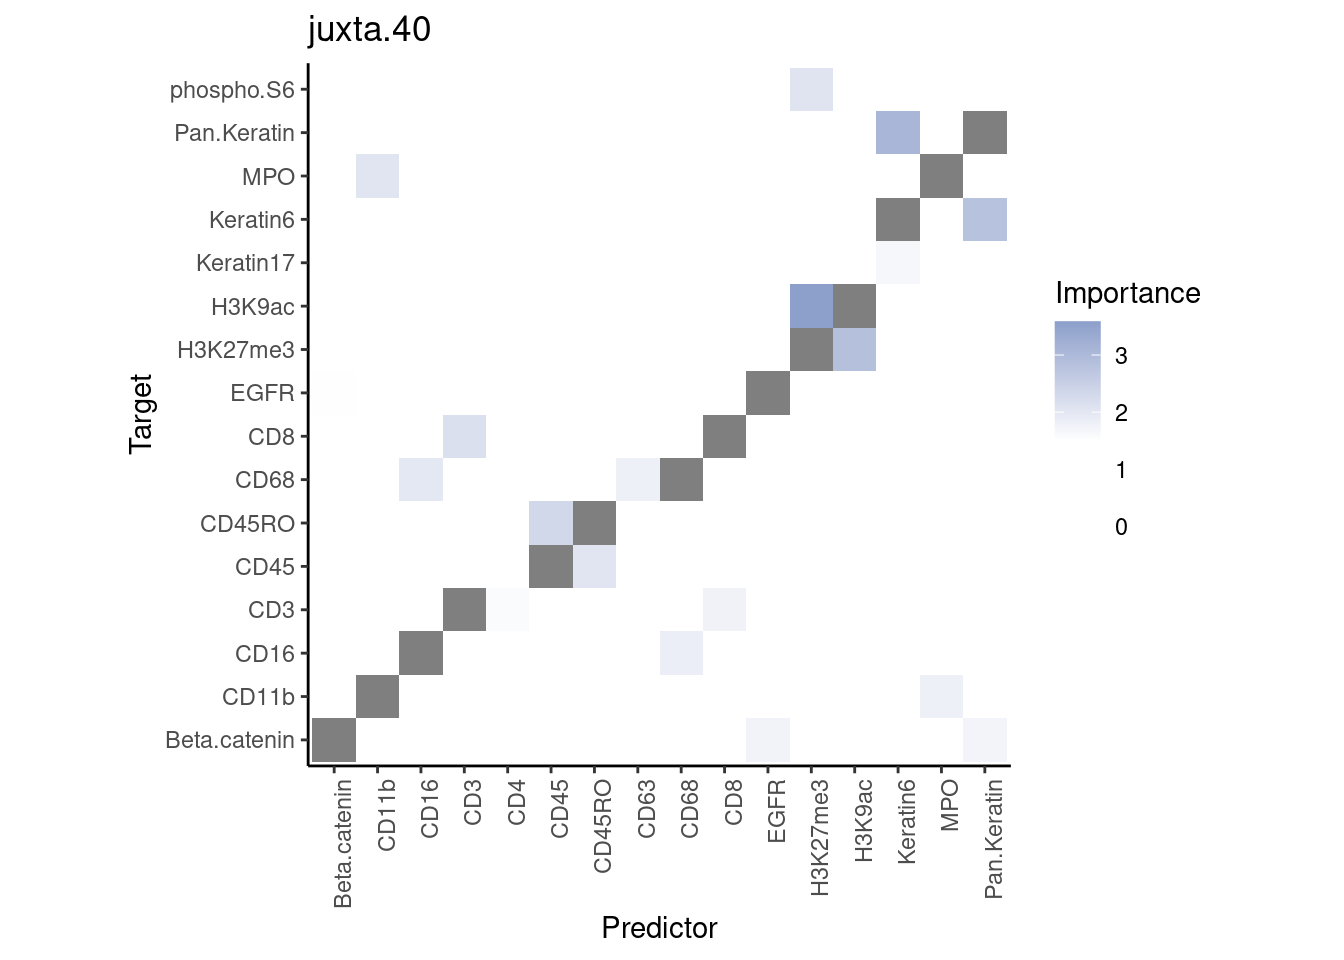 juxta.40
phospho.S6
Pan.Keratin
MPO
Keratin6
Keratin17
H3K9ac
H3K27me3
EGFR
CD8
CD68
CD45RO
CD45
CD3
CD16
CD11b
Beta.catenin
Target
Beta.catenin
CD11b
CD16
CD3
CD4
CD45
CD45RO
CD63
CD68
CD8
EGFR
H3K27me3
H3K9ac
Keratin6
MPO
Pan.Keratin
Predictor
Importance
3
2
1
0